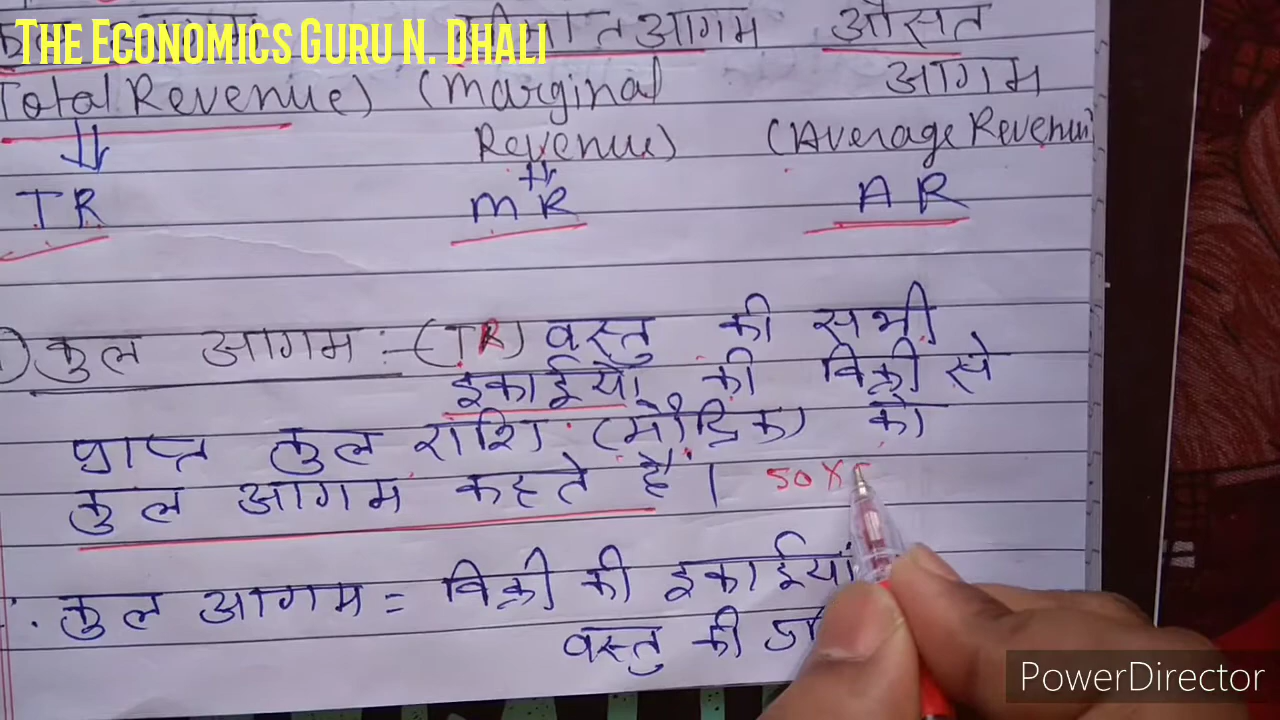 The Economics Guru N. Dhali
सीमान्त आगम औसत
Total Revenue) (Marginal आगम
Revenue) (Average Revenue)
TR MR AR
कुल आगम :- (TR) वस्तु की सभी
इकाईयों की बिक्री से
प्राप्त कुल राशि (मौद्रिक) को
कुल आगम कहते है । 50 X
कुल आगम = बिक्री की इकाईयां
वस्तु की
PowerDirector